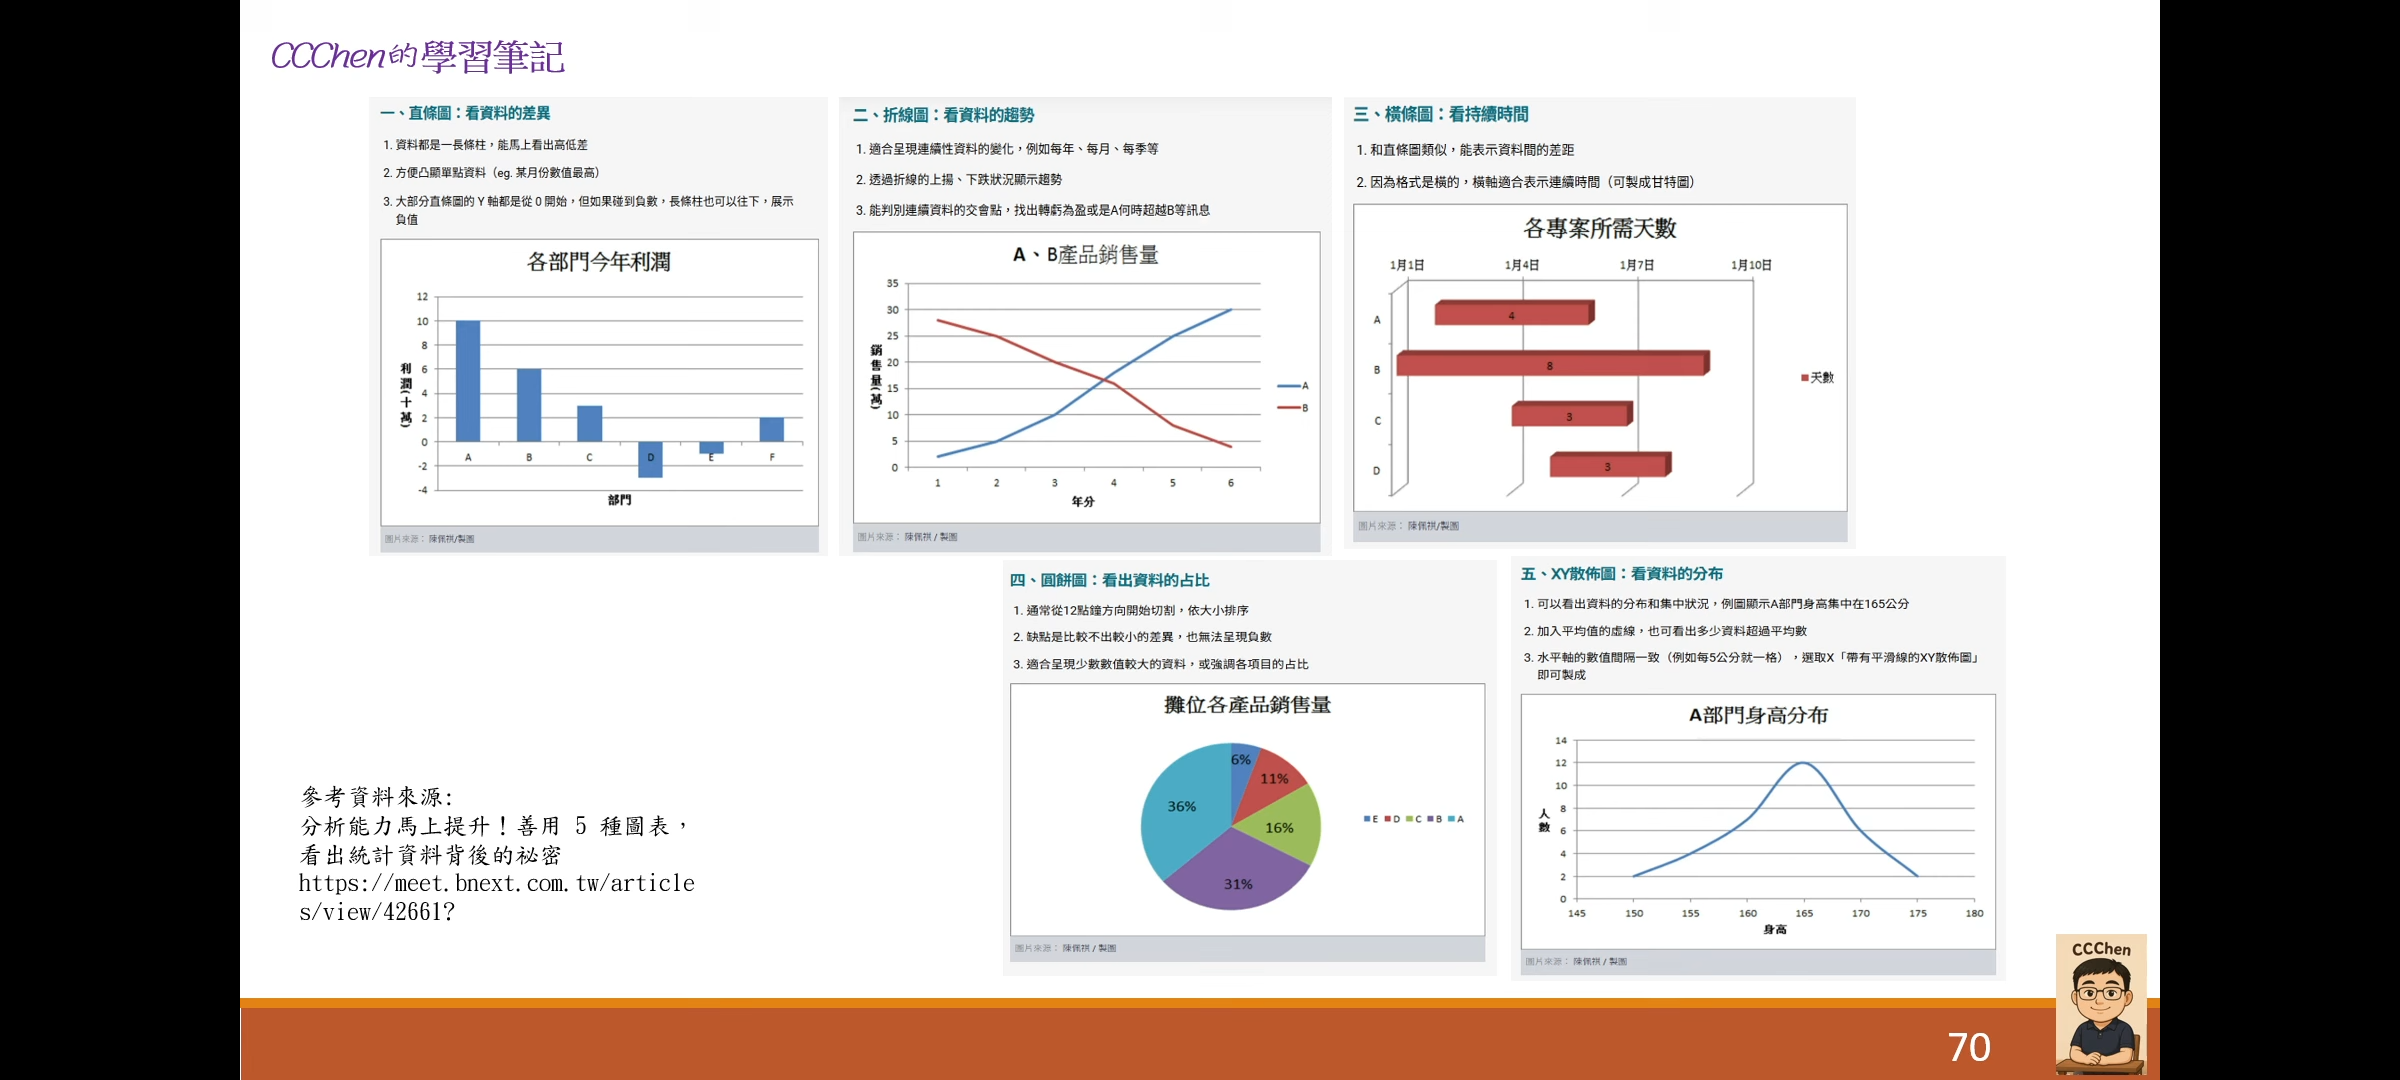 CCChen的學習筆記
一、直條圖：看資料的差異
1. 資料都是一長條柱，能馬上看出高低差
2. 方便凸顯單點資料（eg. 某月份數值最高）
3. 大部分直條圖的 Y 軸都是從 0 開始，但如果碰到負數，長條柱也可以往下，展示
負值
各部門今年利潤
12
10
8
6
4
2
0
-2
-4
利潤(十萬)
A B C D E F
部門
圖片來源： 陳佩祺/製圖
二、折線圖：看資料的趨勢
1. 適合呈現連續性資料的變化，例如每年、每月、每季等
2. 透過折線的上揚、下跌狀況顯示趨勢
3. 能判別連續資料的交會點，找出轉虧為盈或是A何時超越B等訊息
A、B產品銷售量
35
30
25
20
15
10
5
0
銷售量(萬)
1 2 3 4 5 6
年分
A
B
圖片來源： 陳佩祺 / 製圖
三、橫條圖：看持續時間
1. 和直條圖類似，能表示資料間的差距
2. 因為格式是橫的，橫軸適合表示連續時間（可製成甘特圖）
各專案所需天數
1月1日 1月4日 1月7日 1月10日
A 4
B 8
C 3
D 3
天數
圖片來源： 陳佩祺/製圖
四、圓餅圖：看出資料的占比
1. 通常從12點鐘方向開始切割，依大小排序
2. 缺點是比較不出較小的差異，也無法呈現負數
3. 適合呈現少數數值較大的資料，或強調各項目的占比
攤位各產品銷售量
6%
11%
16%
31%
36%
E D C B A
圖片來源： 陳佩祺 / 製圖
五、XY散佈圖：看資料的分布
1. 可以看出資料的分布和集中狀況，例圖顯示A部門身高集中在165公分
2. 加入平均值的虛線，也可看出多少資料超過平均數
3. 水平軸的數值間隔一致（例如每5公分就一格），選取X「帶有平滑線的XY散佈圖」
即可製成
A部門身高分布
14
12
10
8
6
4
2
0
人數
145 150 155 160 165 170 175 180
身高
圖片來源： 陳佩祺 / 製圖
參考資料來源:
分析能力馬上提升！善用 5 種圖表，
看出統計資料背後的祕密
https://meet.bnext.com.tw/article
s/view/42661?
CCChen
70